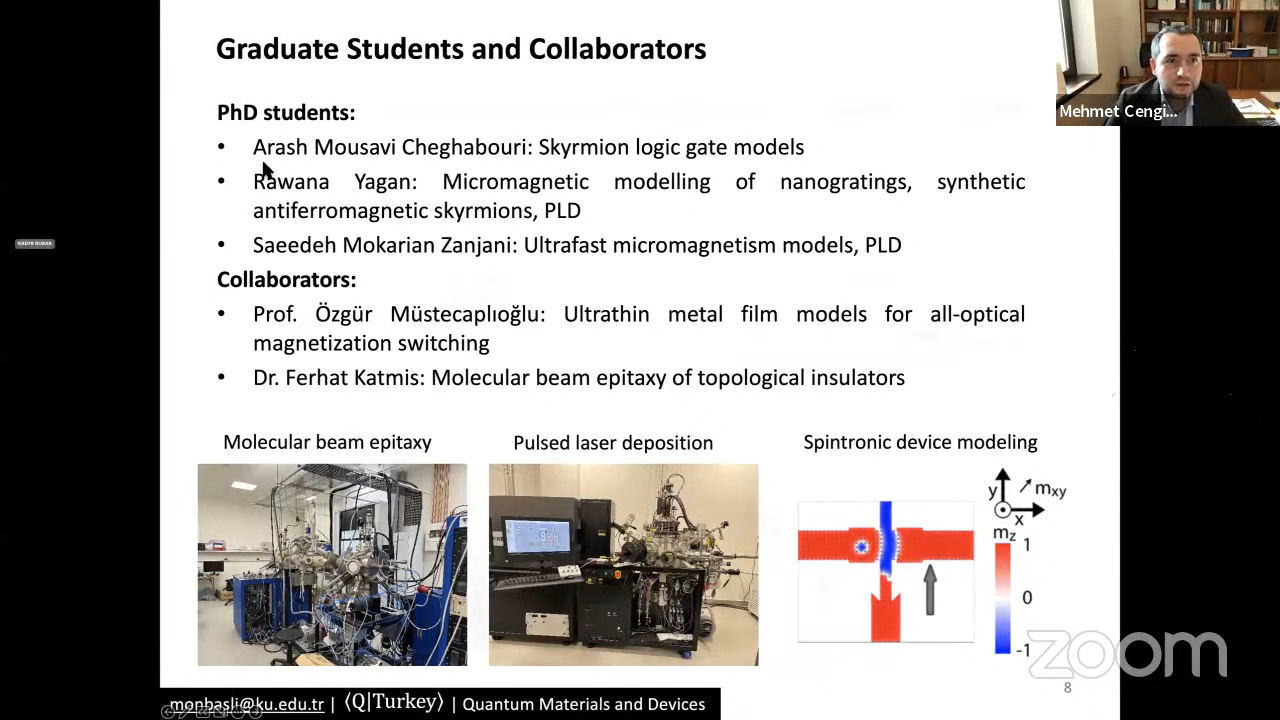 Graduate Students and Collaborators
Mehmet Cengi...
PhD students:
• Arash Mousavi Cheghabouri: Skyrmion logic gate models
• Rawana Yagan: Micromagnetic modelling of nanogratings, synthetic
antiferromagnetic skyrmions, PLD
• Saeedeh Mokarian Zanjani: Ultrafast micromagnetism models, PLD
Collaborators:
• Prof. Özgür Müstecaplıoğlu: Ultrathin metal film models for all-optical
magnetization switching
• Dr. Ferhat Katmis: Molecular beam epitaxy of topological insulators
Molecular beam epitaxy
Pulsed laser deposition
Spintronic device modeling
y
mxy
x
mz
1
0
-1
zoom
8
monbasli@ku.edu.tr | ⟨Q|Turkey⟩ | Quantum Materials and Devices